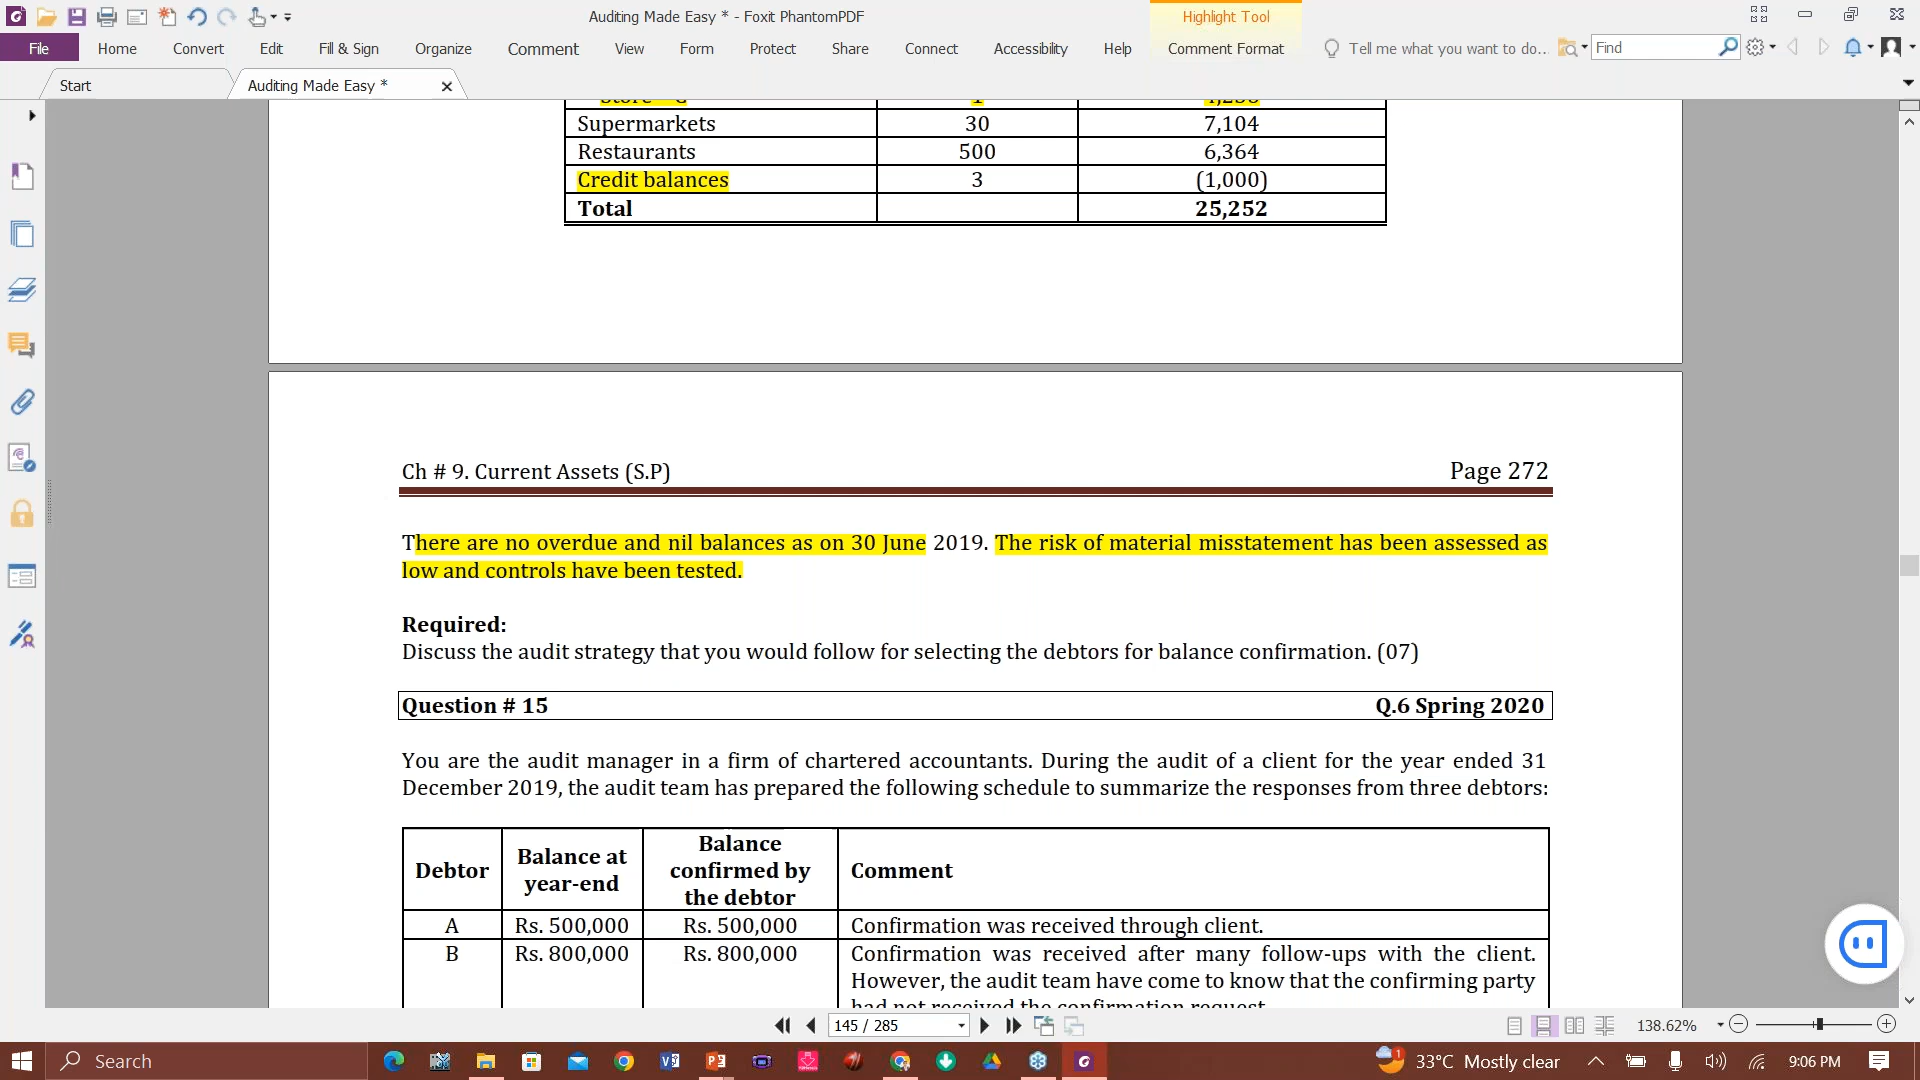 Auditing Made Easy * - Foxit PhantomPDF
Highlight Tool
File Home Convert Edit Fill & Sign Organize Comment View Form Protect Share Connect Accessibility Help Comment Format Tell me what you want to do... Find
Start Auditing Made Easy *
Supermarkets 30 7,104
Restaurants 500 6,364
Credit balances 3 (1,000)
Total 25,252
Ch # 9. Current Assets (S.P) Page 272
There are no overdue and nil balances as on 30 June 2019. The risk of material misstatement has been assessed as
low and controls have been tested.
Required:
Discuss the audit strategy that you would follow for selecting the debtors for balance confirmation. (07)
Question # 15 Q.6 Spring 2020
You are the audit manager in a firm of chartered accountants. During the audit of a client for the year ended 31
December 2019, the audit team has prepared the following schedule to summarize the responses from three debtors:
Debtor Balance at year-end Balance confirmed by the debtor Comment
A Rs. 500,000 Rs. 500,000 Confirmation was received through client.
B Rs. 800,000 Rs. 800,000 Confirmation was received after many follow-ups with the client.
However, the audit team have come to know that the confirming party
had not received the confirmation request.
145 / 285 138.62%
Search 1 33°C Mostly clear 9:06 PM